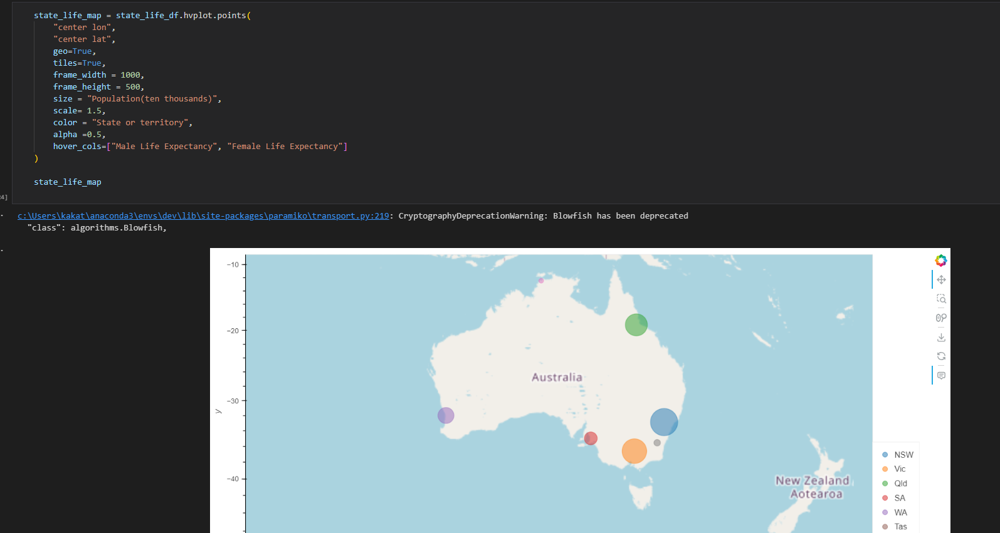 state_life_map = state_life_df.hvplot.points(
"center lon",
"center lat",
geo=True,
tiles=True,
frame_width = 1000,
frame_height = 500,
size = "Population(ten thousands)",
scale= 1.5,
color = "State or territory",
alpha =0.5,
hover_cols=["Male Life Expectancy", "Female Life Expectancy"]
)
state_life_map
4]
c:\Users\kakat\anaconda3\envs\dev\lib\site-packages\paramiko\transport.py:219: CryptographyDeprecationWarning: Blowfish has been deprecated
"class": algorithms.Blowfish,
−10
−20
Australia
−30
y
NSW
Vic
−40
New Zealand
Qld
Aotearoa
SA
WA
Tas